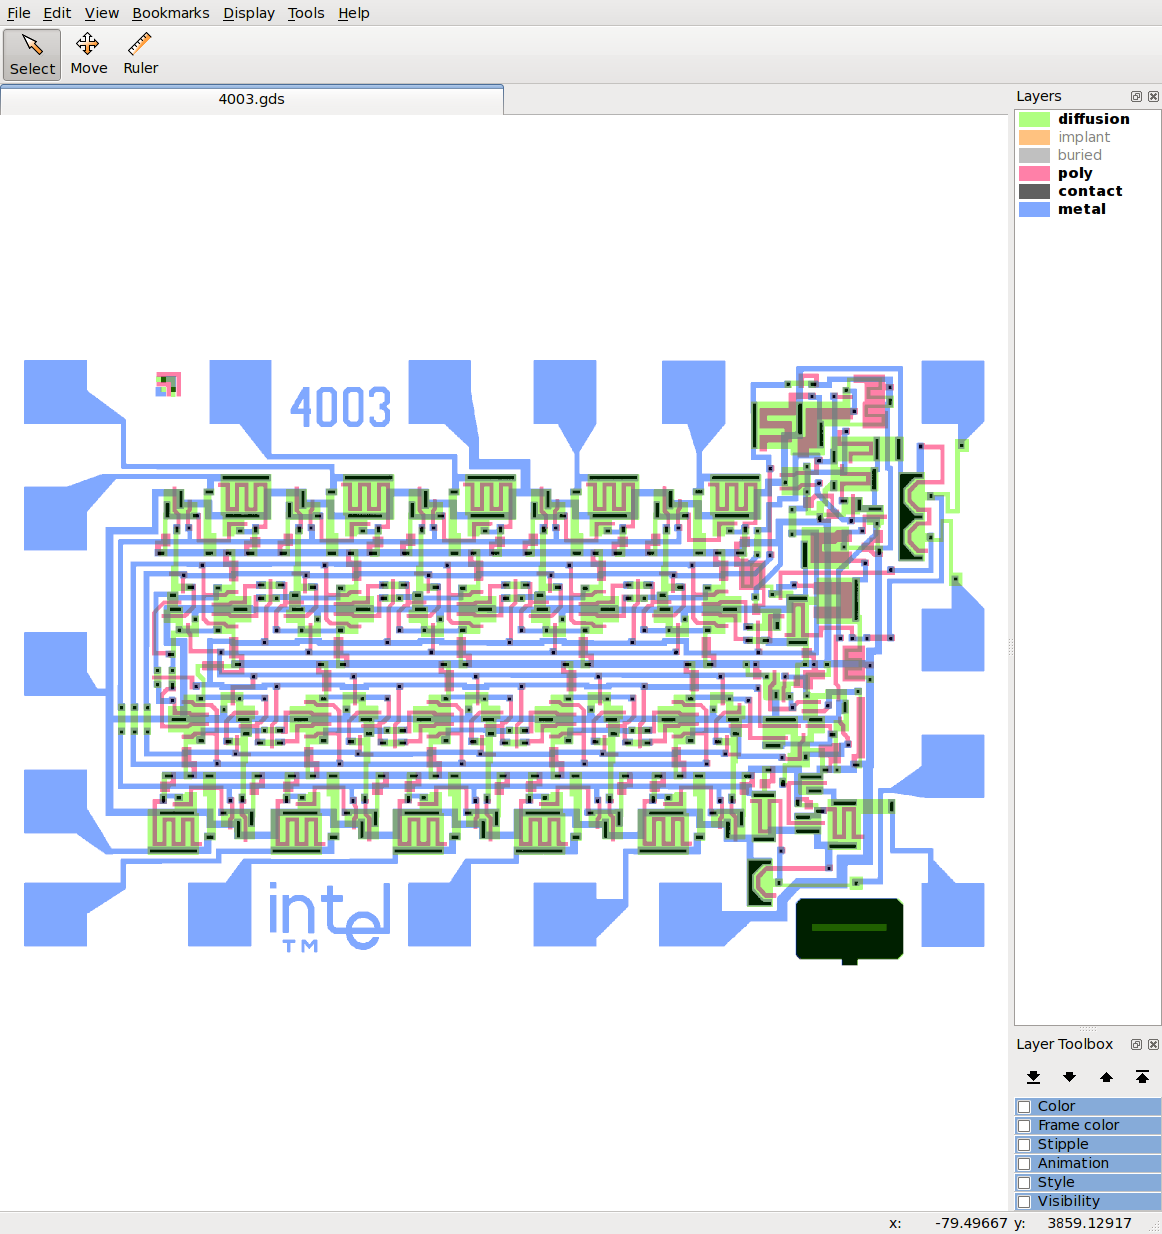 File Edit View Bookmarks Display Tools Help
Select Move Ruler
4003.gds
Layers
diffusion
implant
buried
poly
contact
metal
4003
intel
TM
Layer Toolbox
Color
Frame color
Stipple
Animation
Style
Visibility
x: -79.49667 y: 3859.12917